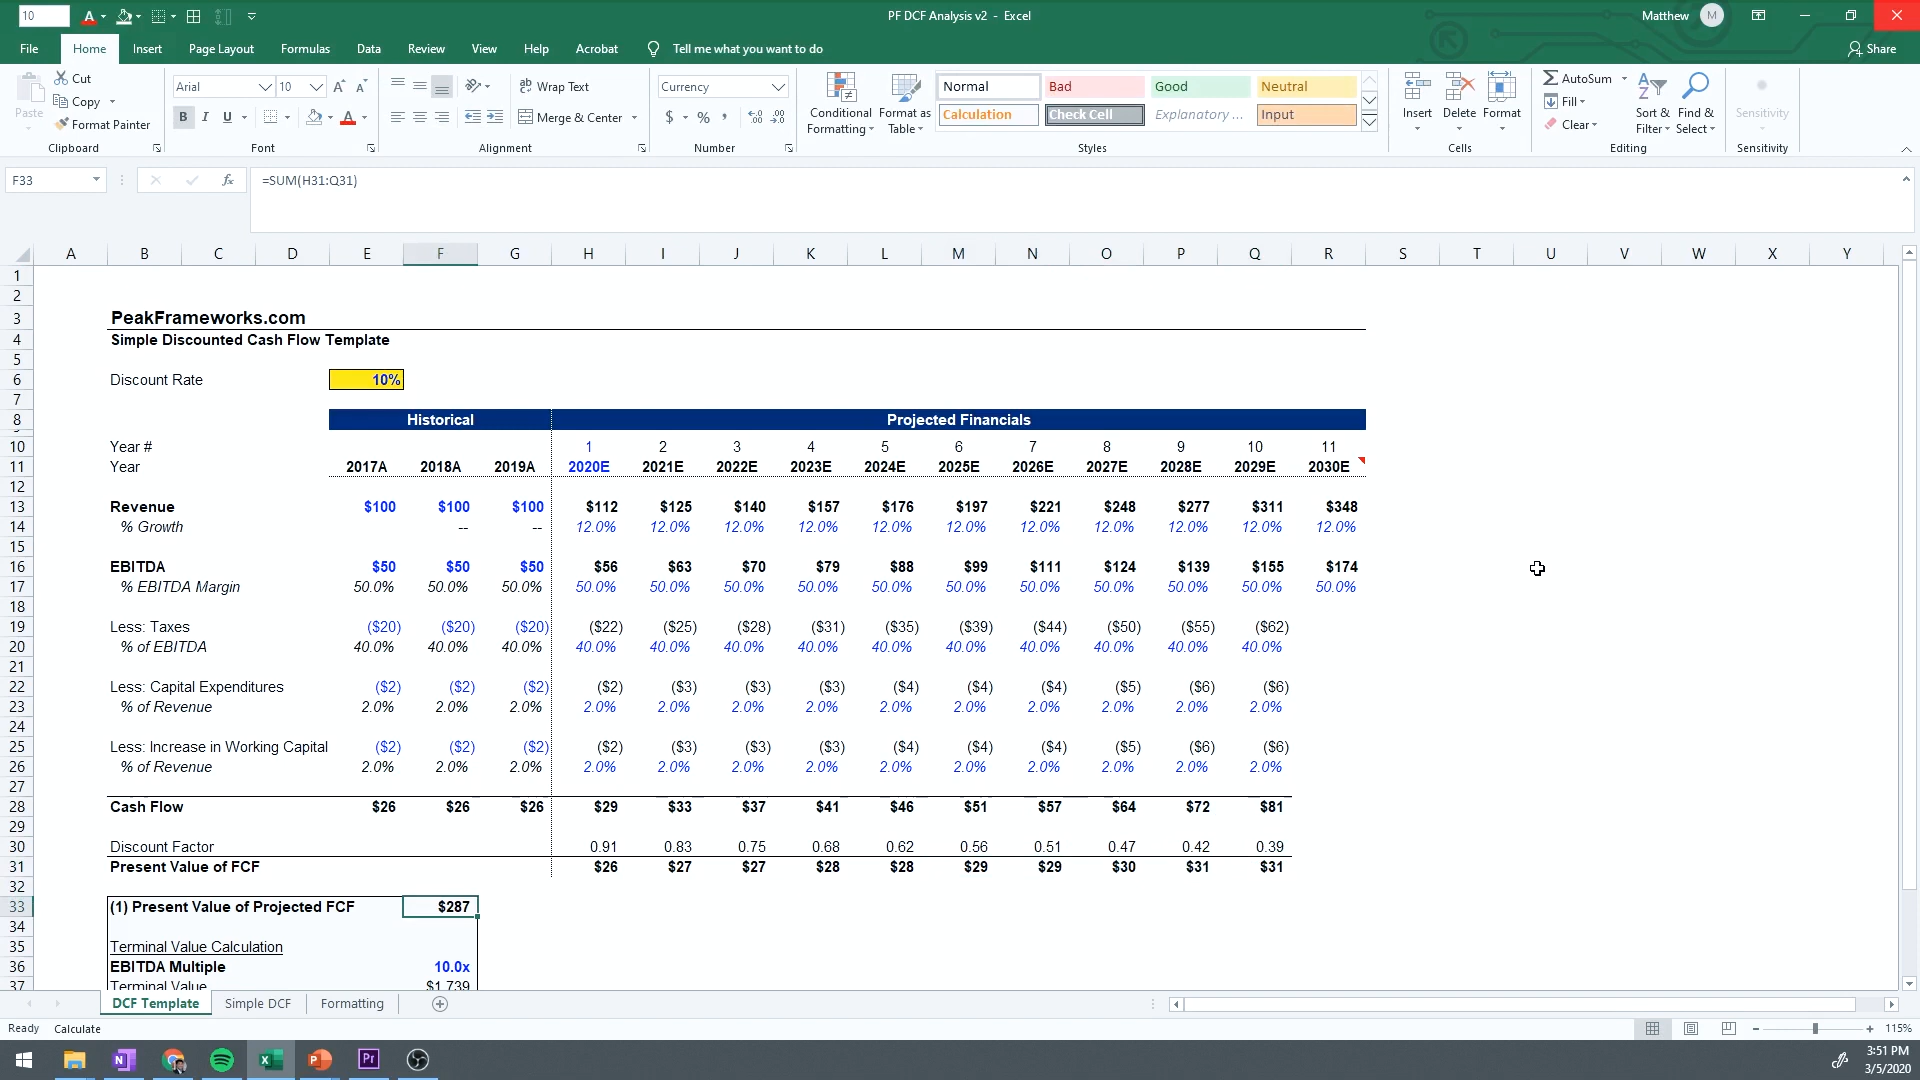 10 PF DCF Analysis v2 - Excel Matthew M
File Home Insert Page Layout Formulas Data Review View Help Acrobat Tell me what you want to do Share
Paste Cut Copy Format Painter Clipboard
Arial 10 B I U Font
Wrap Text Merge & Center Alignment
Currency $ % , Number
Conditional Formatting Format as Table
Normal Bad Good Neutral
Calculation Check Cell Explanatory ... Input
Styles
Insert Delete Format Cells
AutoSum Fill Clear Sort & Filter Find & Select Editing
Sensitivity Sensitivity
F33 fx =SUM(H31:Q31)
A B C D E F G H I J K L M N O P Q R S T U V W X Y
1
2
3 PeakFrameworks.com
4 Simple Discounted Cash Flow Template
5
6 Discount Rate 10%
7
8 Historical Projected Financials
10 Year # 1 2 3 4 5 6 7 8 9 10 11
11 Year 2017A 2018A 2019A 2020E 2021E 2022E 2023E 2024E 2025E 2026E 2027E 2028E 2029E 2030E
12
13 Revenue $100 $100 $100 $112 $125 $140 $157 $176 $197 $221 $248 $277 $311 $348
14 % Growth -- -- 12.0% 12.0% 12.0% 12.0% 12.0% 12.0% 12.0% 12.0% 12.0% 12.0% 12.0%
15
16 EBITDA $50 $50 $50 $56 $63 $70 $79 $88 $99 $111 $124 $139 $155 $174
17 % EBITDA Margin 50.0% 50.0% 50.0% 50.0% 50.0% 50.0% 50.0% 50.0% 50.0% 50.0% 50.0% 50.0% 50.0% 50.0%
18
19 Less: Taxes ($20) ($20) ($20) ($22) ($25) ($28) ($31) ($35) ($39) ($44) ($50) ($55) ($62)
20 % of EBITDA 40.0% 40.0% 40.0% 40.0% 40.0% 40.0% 40.0% 40.0% 40.0% 40.0% 40.0% 40.0% 40.0%
21
22 Less: Capital Expenditures ($2) ($2) ($2) ($2) ($3) ($3) ($3) ($4) ($4) ($4) ($5) ($6) ($6)
23 % of Revenue 2.0% 2.0% 2.0% 2.0% 2.0% 2.0% 2.0% 2.0% 2.0% 2.0% 2.0% 2.0% 2.0%
24
25 Less: Increase in Working Capital ($2) ($2) ($2) ($2) ($3) ($3) ($3) ($4) ($4) ($4) ($5) ($6) ($6)
26 % of Revenue 2.0% 2.0% 2.0% 2.0% 2.0% 2.0% 2.0% 2.0% 2.0% 2.0% 2.0% 2.0% 2.0%
27
28 Cash Flow $26 $26 $26 $29 $33 $37 $41 $46 $51 $57 $64 $72 $81
29
30 Discount Factor 0.91 0.83 0.75 0.68 0.62 0.56 0.51 0.47 0.42 0.39
31 Present Value of FCF $26 $27 $27 $28 $28 $29 $29 $30 $31 $31
32
33 (1) Present Value of Projected FCF $287
34
35 Terminal Value Calculation
36 EBITDA Multiple 10.0x
37 Terminal Value $1,739
DCF Template Simple DCF Formatting
Ready Calculate 115%
N X P Pr 3:51 PM
3/5/2020